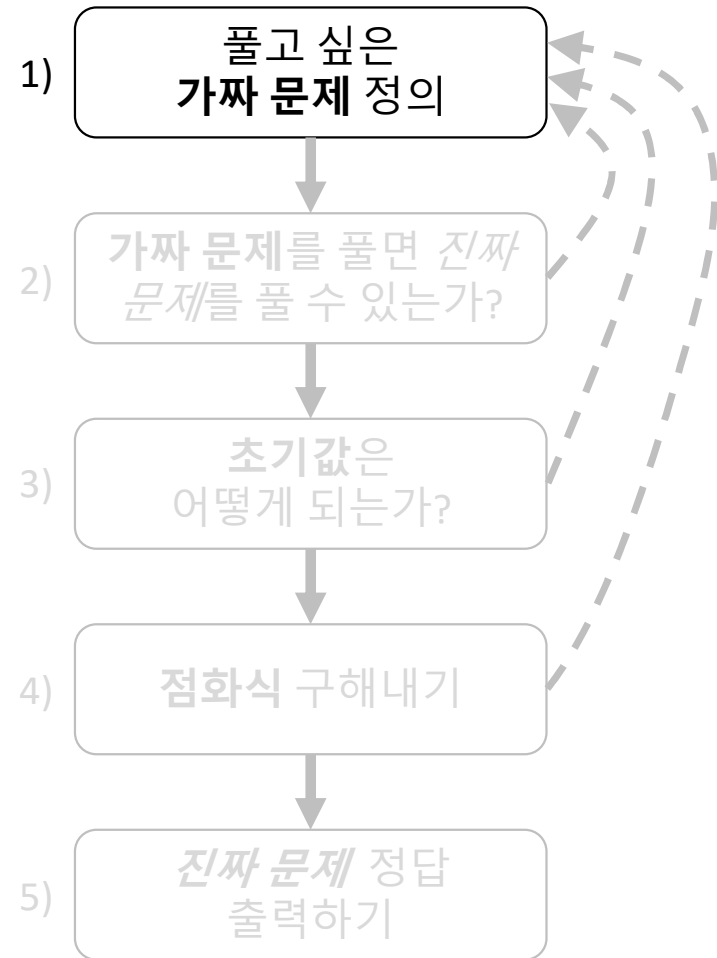 1)
풀고 싶은
가짜 문제 정의
2)
가짜 문제를 풀면 진짜
문제를 풀 수 있는가?
3)
초기값은
어떻게 되는가?
4)
점화식 구해내기
5)
진짜 문제 정답
출력하기